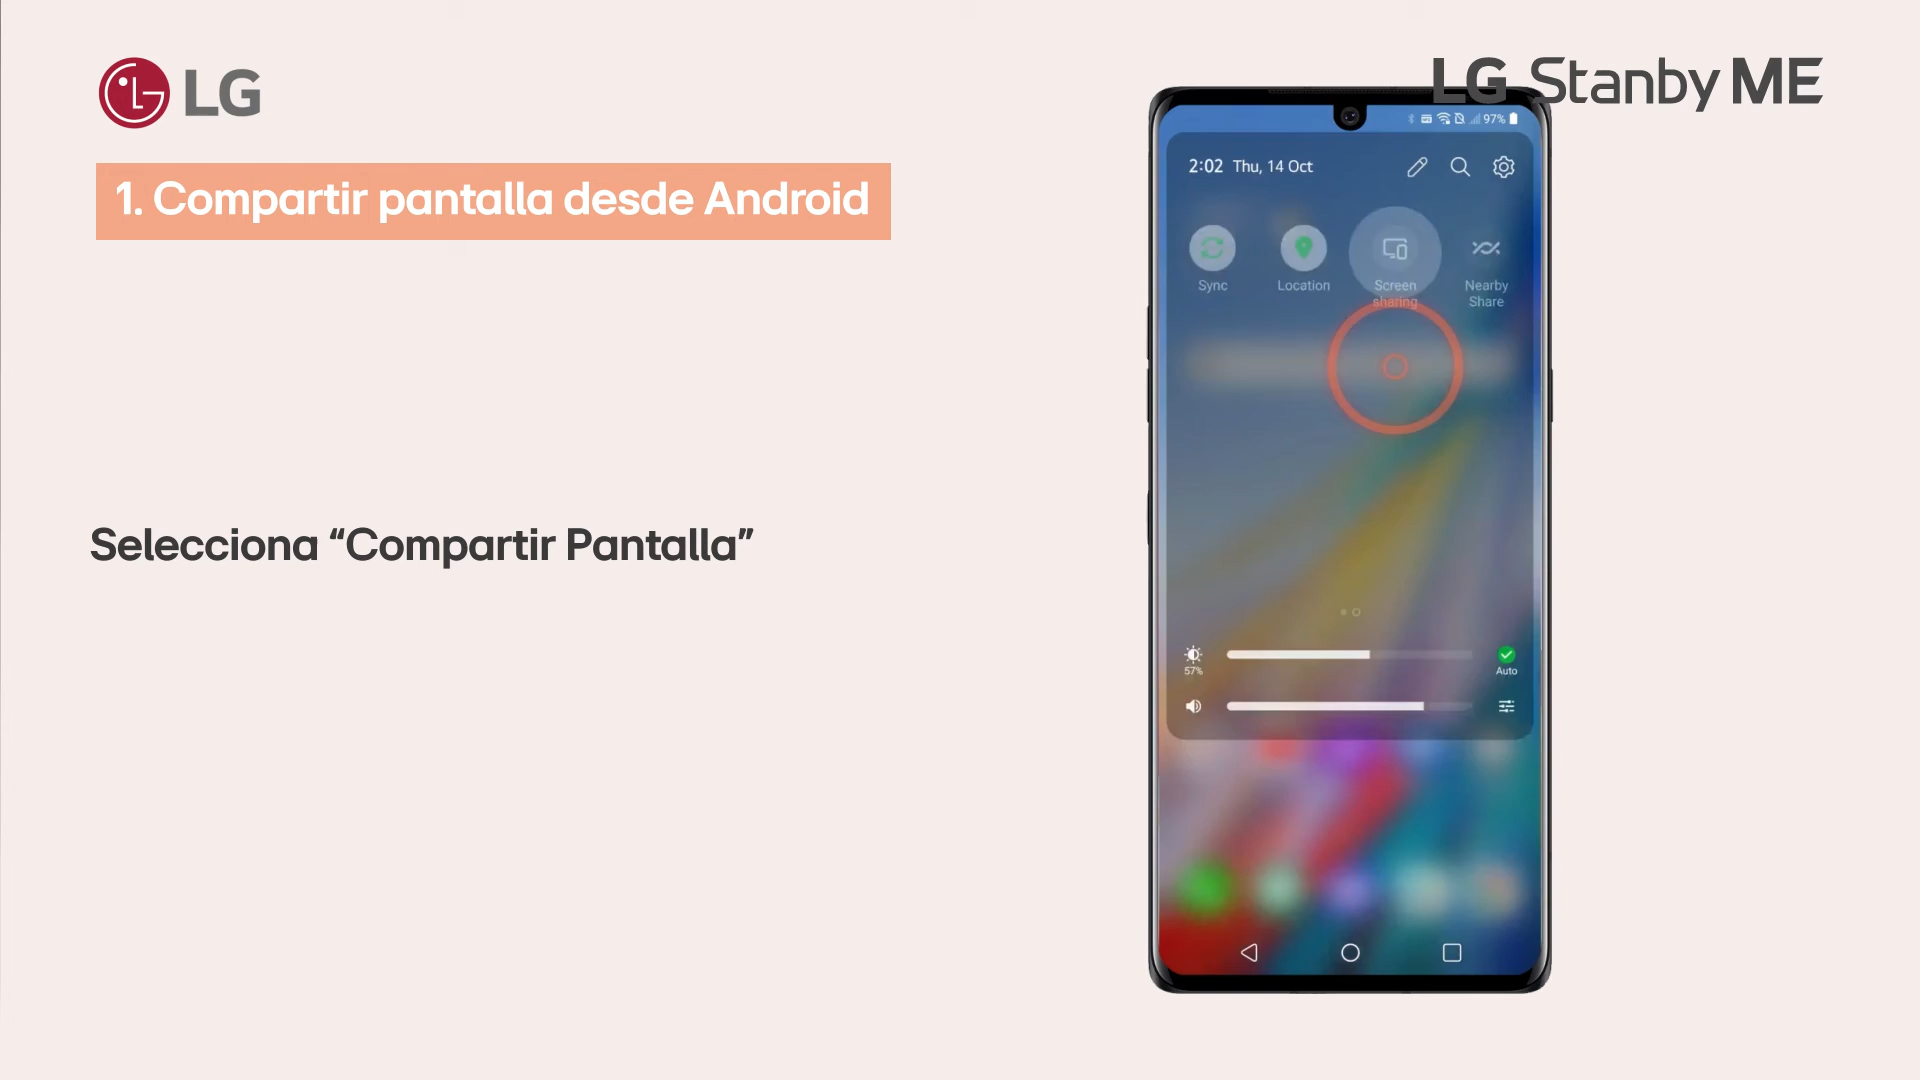 LG
LG StanbyME
1. Compartir pantalla desde Android
97%
2:02 Thu, 14 Oct
Sync
Location
Screen
sharing
Nearby
Share
Selecciona “Compartir Pantalla”
57%
Auto